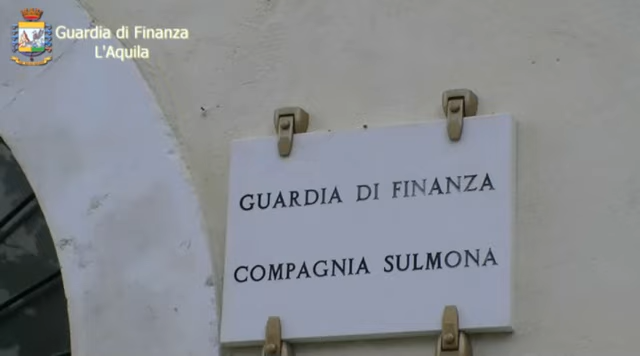 Guardia di Finanza
L'Aquila
GUARDIA DI FINANZA
COMPAGNIA SULMONA